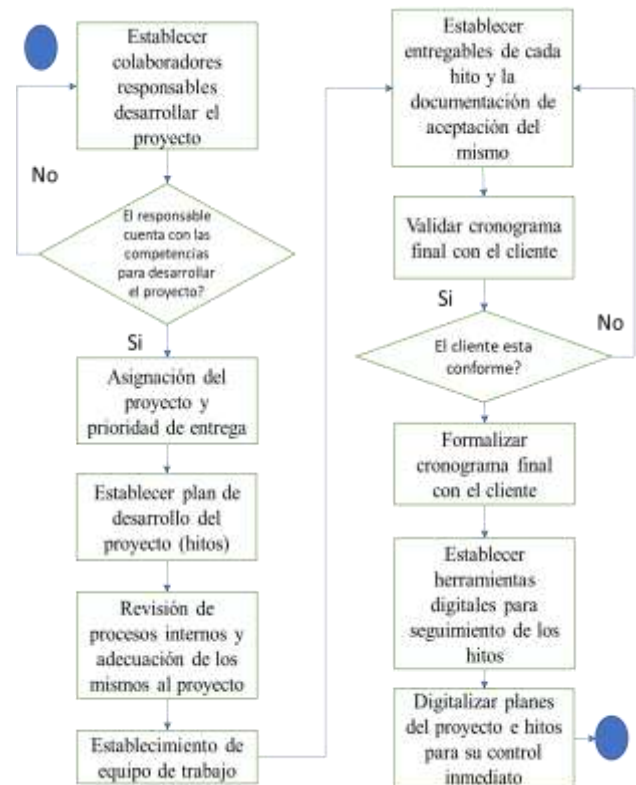 Establecer
colaboradores
responsables
desarrollar el
proyecto
No
El responsable
cuenta con las
competencias
para desarrollar
el proyecto?
Si
Asignación del
proyecto y
prioridad de entrega
Establecer plan de
desarrollo del
proyecto (hitos)
Revisión de
procesos internos y
adecuación de los
mismos al proyecto
Establecimiento de
equipo de trabajo
Establecer
entregables de cada
hito y la
documentación de
aceptación del
mismo
Validar cronograma
final con el cliente
Si
No
El cliente esta
conforme?
Formalizar
cronograma final
con el cliente
Establecer
herramientas
digitales para
seguimiento de los
hitos
Digitalizar planes
del proyecto e hitos
para su control
inmediato